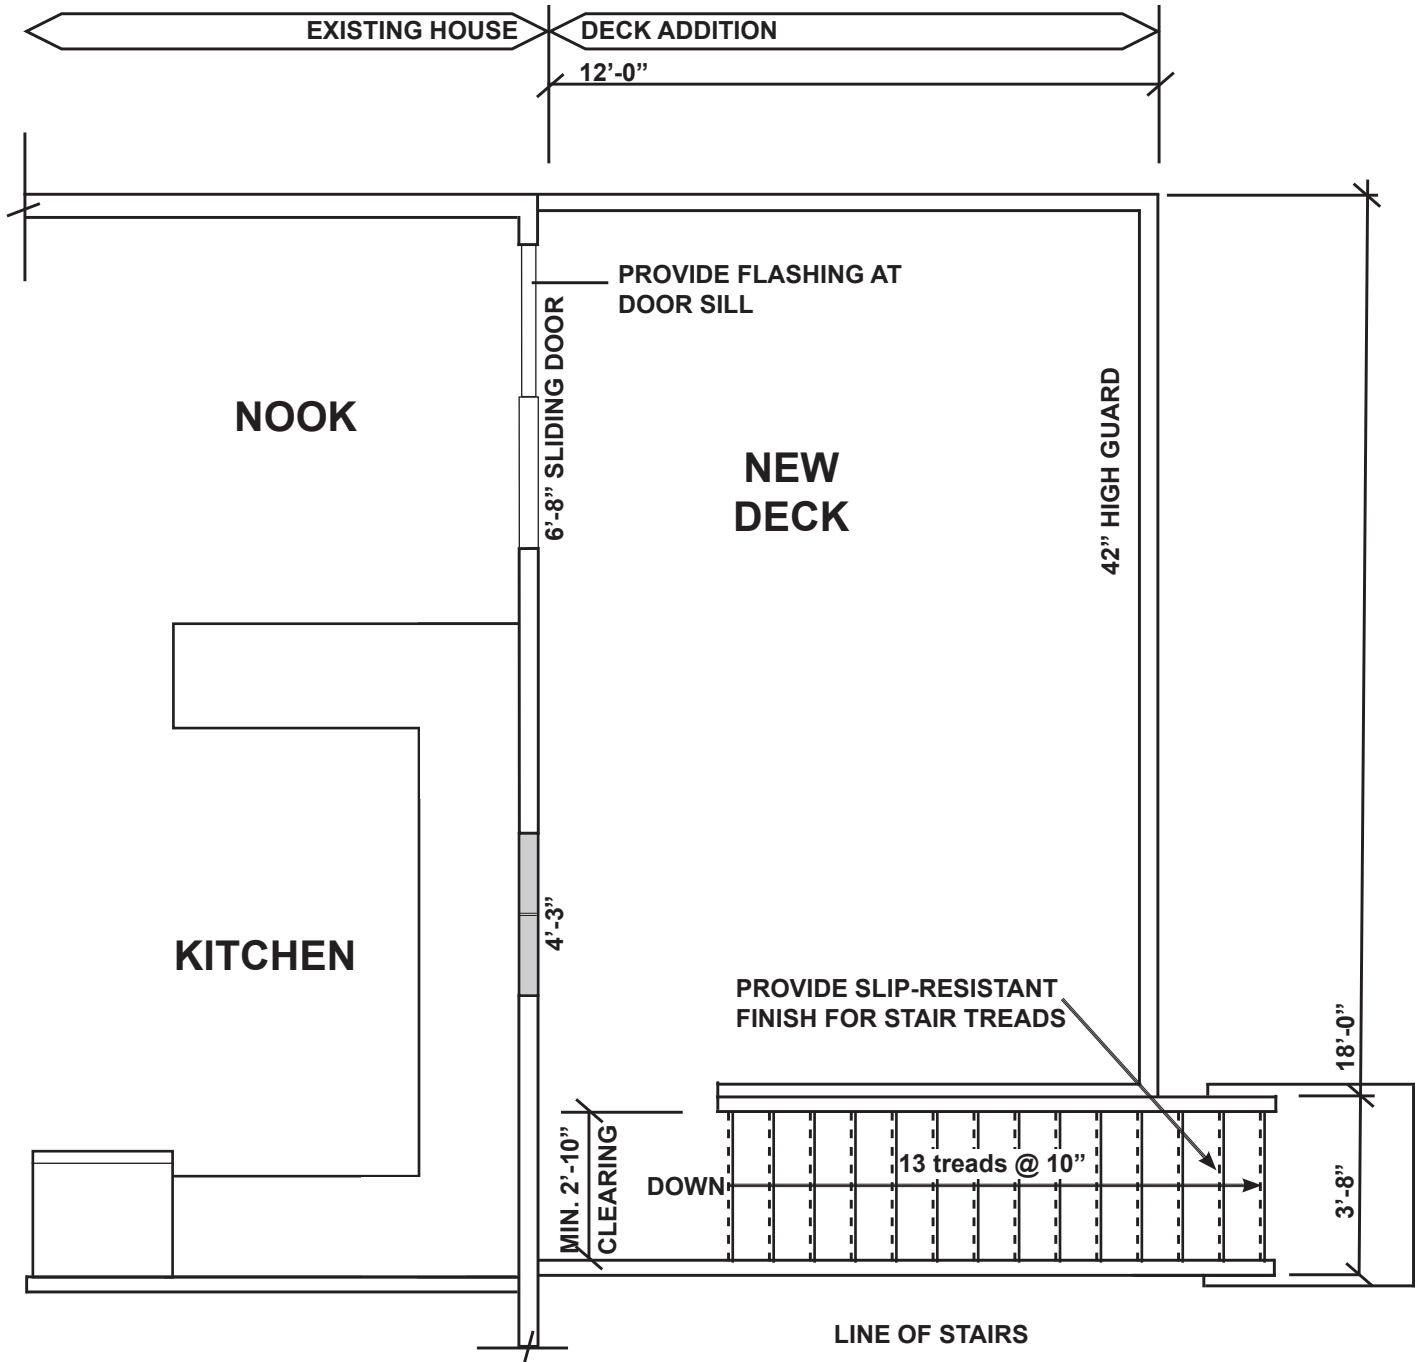 EXISTING HOUSE
DECK ADDITION
12’-0”
PROVIDE FLASHING AT
DOOR SILL
6’-8” SLIDING DOOR
NOOK
42” HIGH GUARD
NEW
DECK
4’-3”
KITCHEN
PROVIDE SLIP-RESISTANT
FINISH FOR STAIR TREADS
18’-0”
MIN. 2’-10”
CLEARING
13 treads @ 10”
DOWN
3’-8”
LINE OF STAIRS